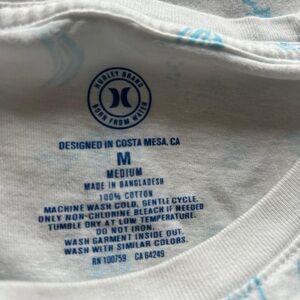 HURLEY BRAND
BORN FROM WATER
DESIGNED IN COSTA MESA, CA
M
MEDIUM
MADE IN BANGLADESH
100% COTTON
MACHINE WASH COLD, GENTLE CYCLE.
ONLY NON-CHLORINE BLEACH IF NEEDED
TUMBLE DRY AT LOW TEMPERATURE.
DO NOT IRON.
WASH GARMENT INSIDE OUT.
WASH WITH SIMILAR COLORS.
RN 100759 CA 64249